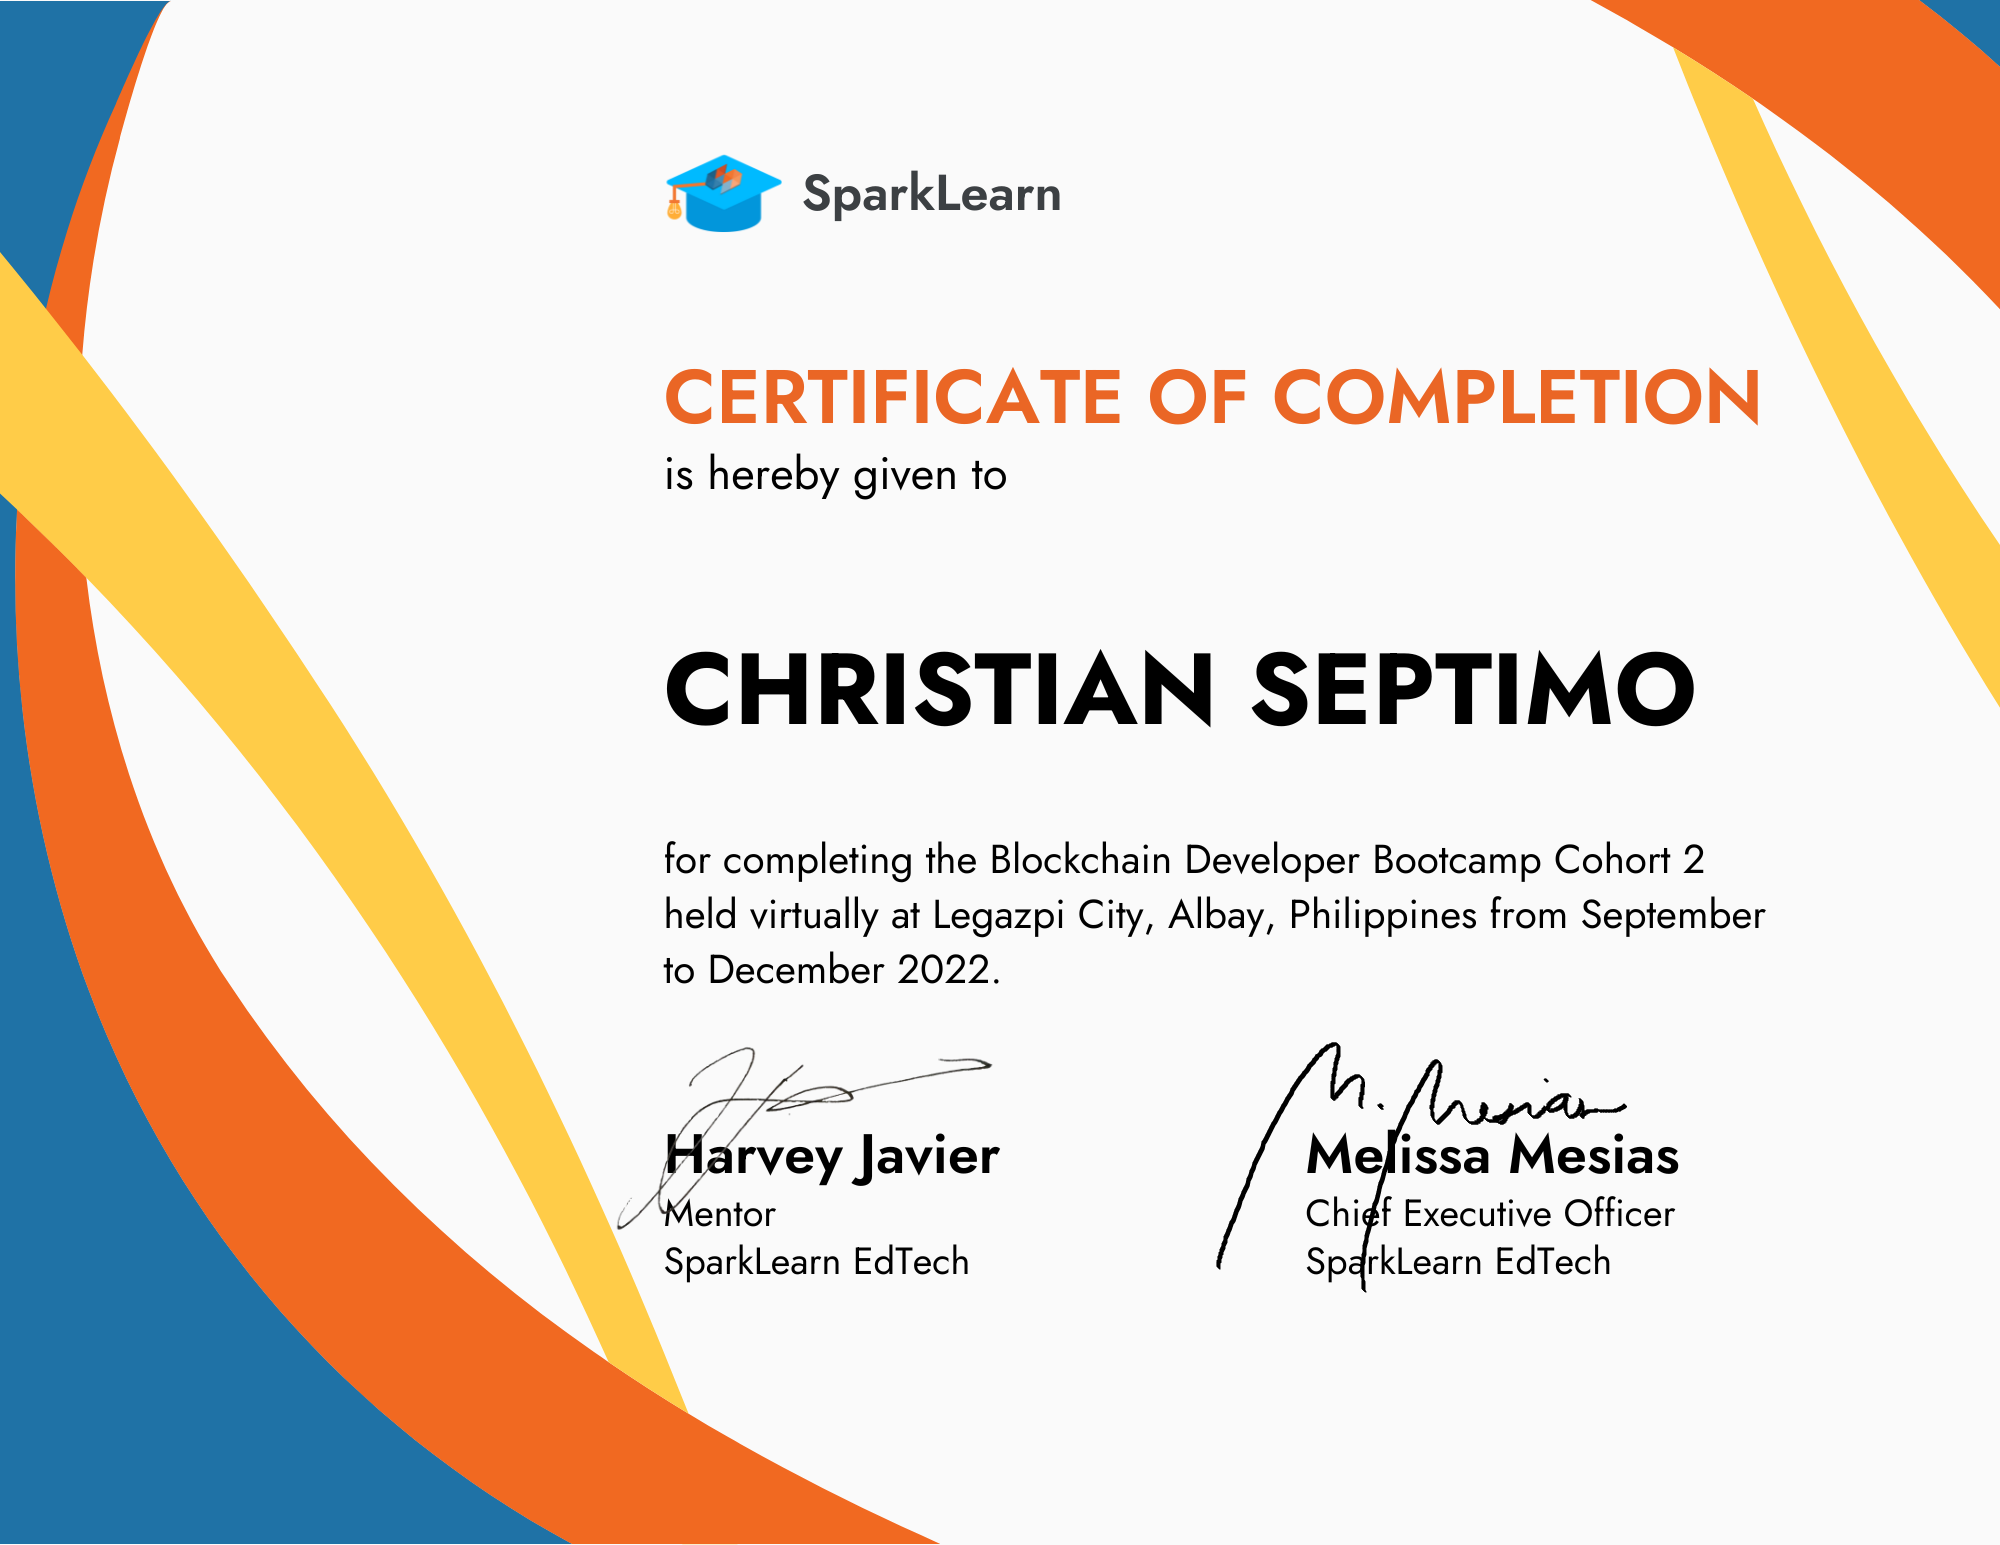 SparkLearn
CERTIFICATE OF COMPLETION
is hereby given to
CHRISTIAN SEPTIMO
for completing the Blockchain Developer Bootcamp Cohort 2
held virtually at Legazpi City, Albay, Philippines from September
to December 2022.
M. Mesias
Harvey Javier
Mentor
SparkLearn EdTech
Melissa Mesias
Chief Executive Officer
SparkLearn EdTech